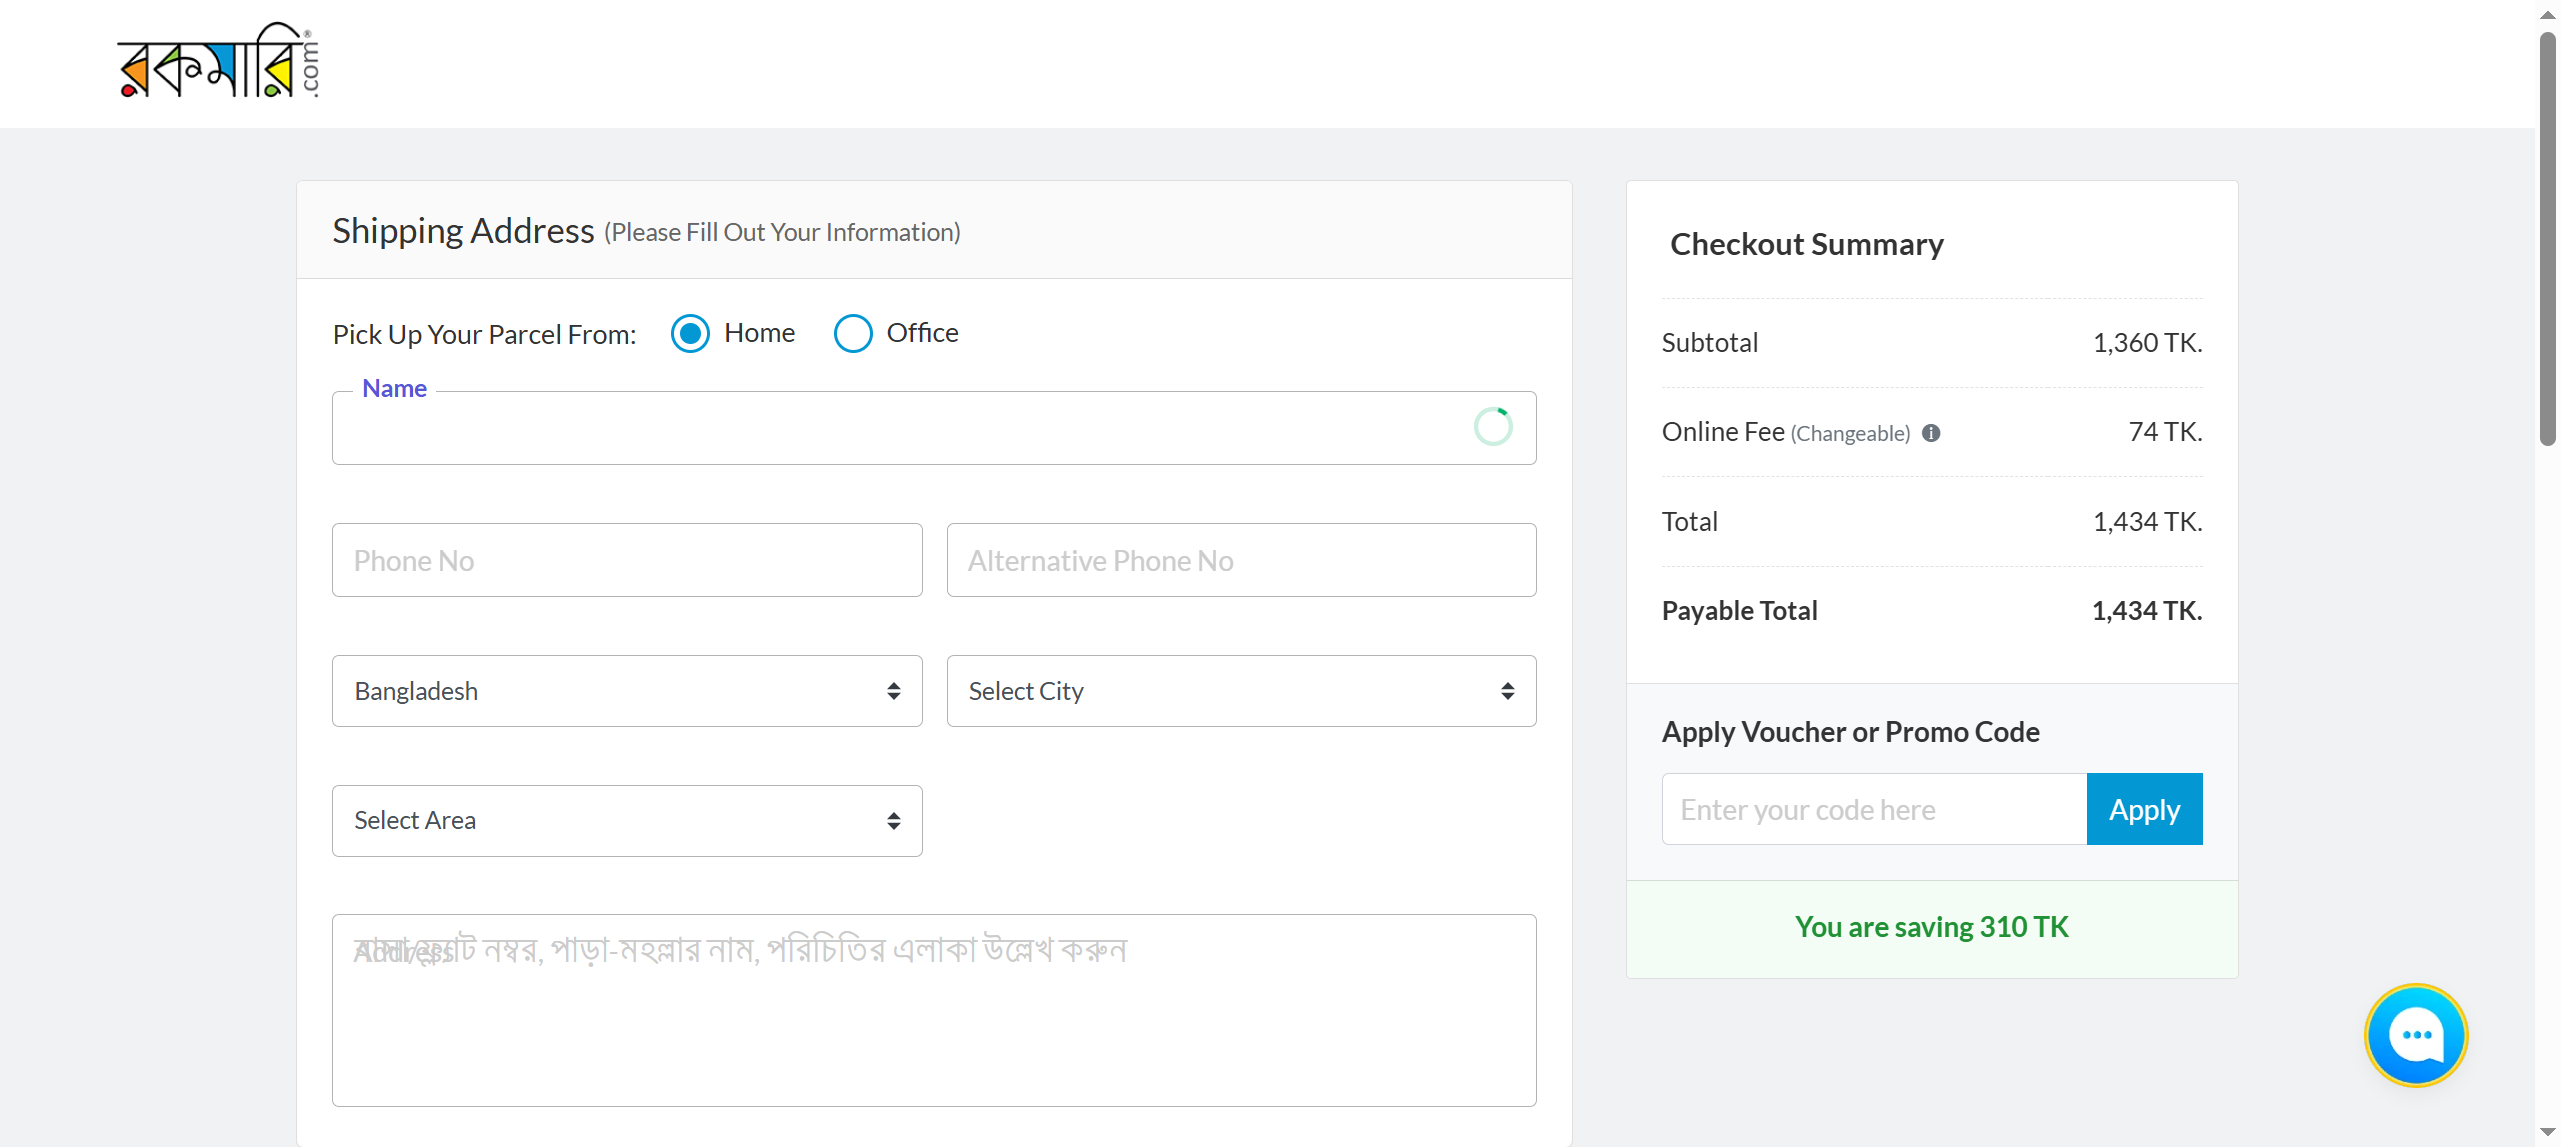 রকমারি.com®
Shipping Address (Please Fill Out Your Information)
Pick Up Your Parcel From: Home Office
Name
Phone No
Alternative Phone No
Bangladesh
Select City
Select Area
Address
বাসা/ফ্ল্যাট নম্বর, পাড়া-মহল্লার নাম, পরিচিতির এলাকা উল্লেখ করুন
Checkout Summary
Subtotal 1,360 TK.
Online Fee (Changeable) 74 TK.
Total 1,434 TK.
Payable Total 1,434 TK.
Apply Voucher or Promo Code
Enter your code here
Apply
You are saving 310 TK